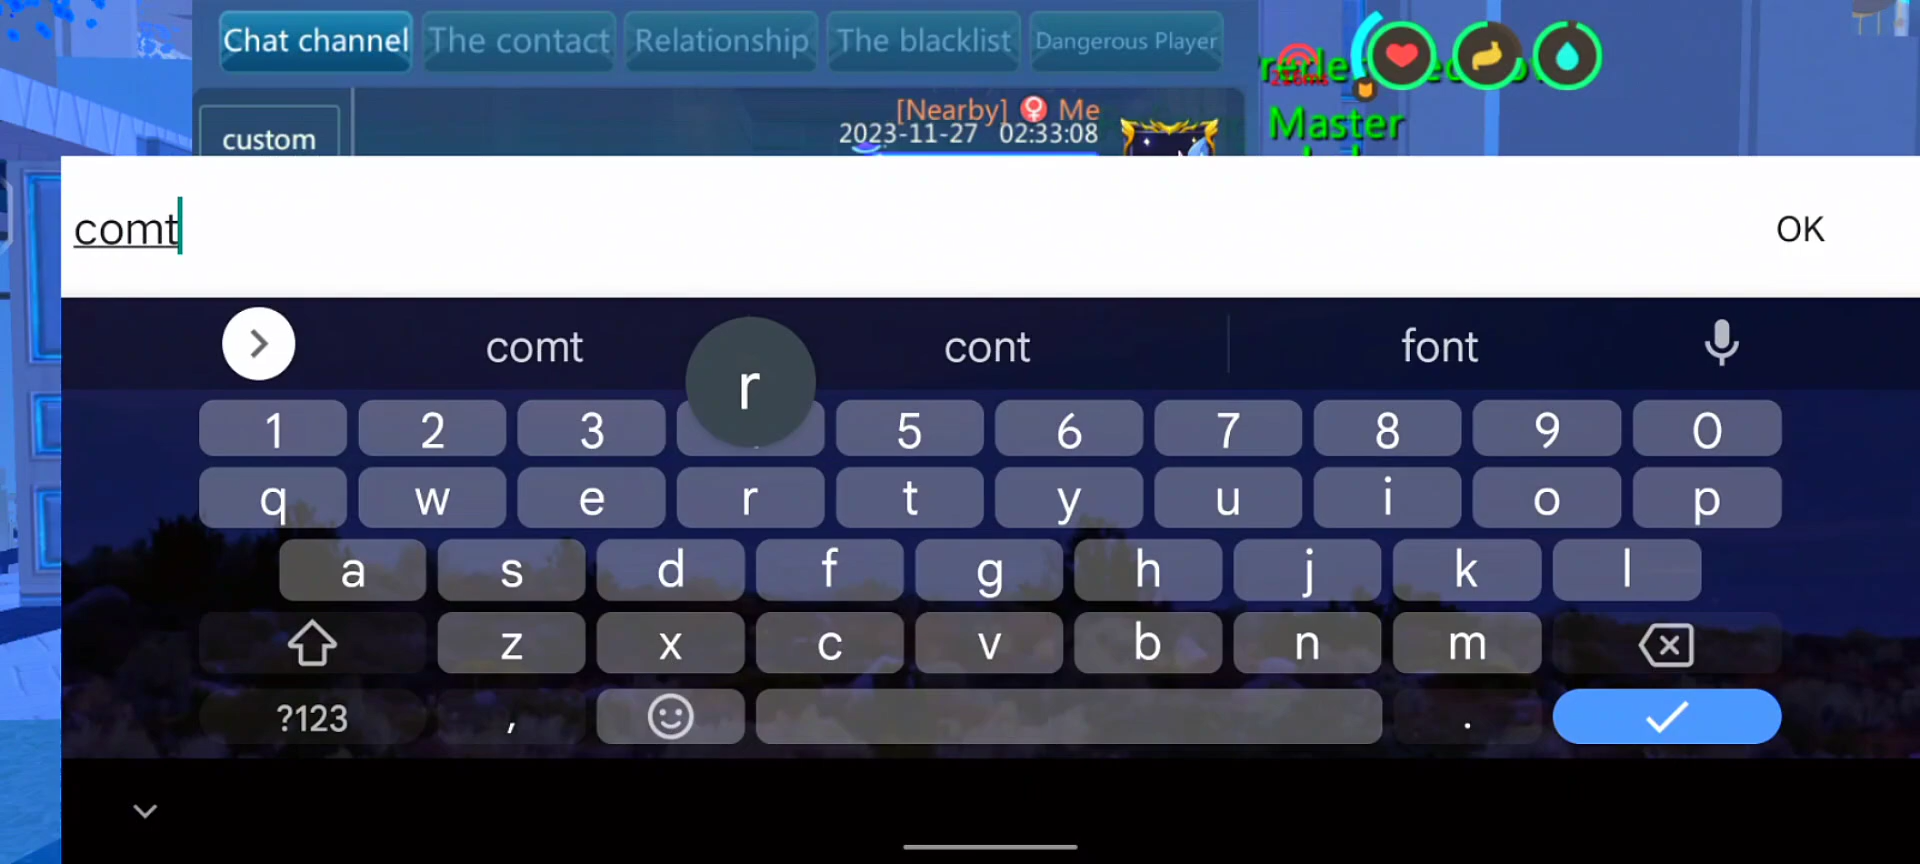 Chat channel The contact Relationship The blacklist Dangerous Player
custom
[Nearby] Me
2023-11-27 02:33:08
Master
comt
OK
comt cont font
r
1 2 3 5 6 7 8 9 0
q w e r t y u i o p
a s d f g h j k l
z x c v b n m
?123 , .